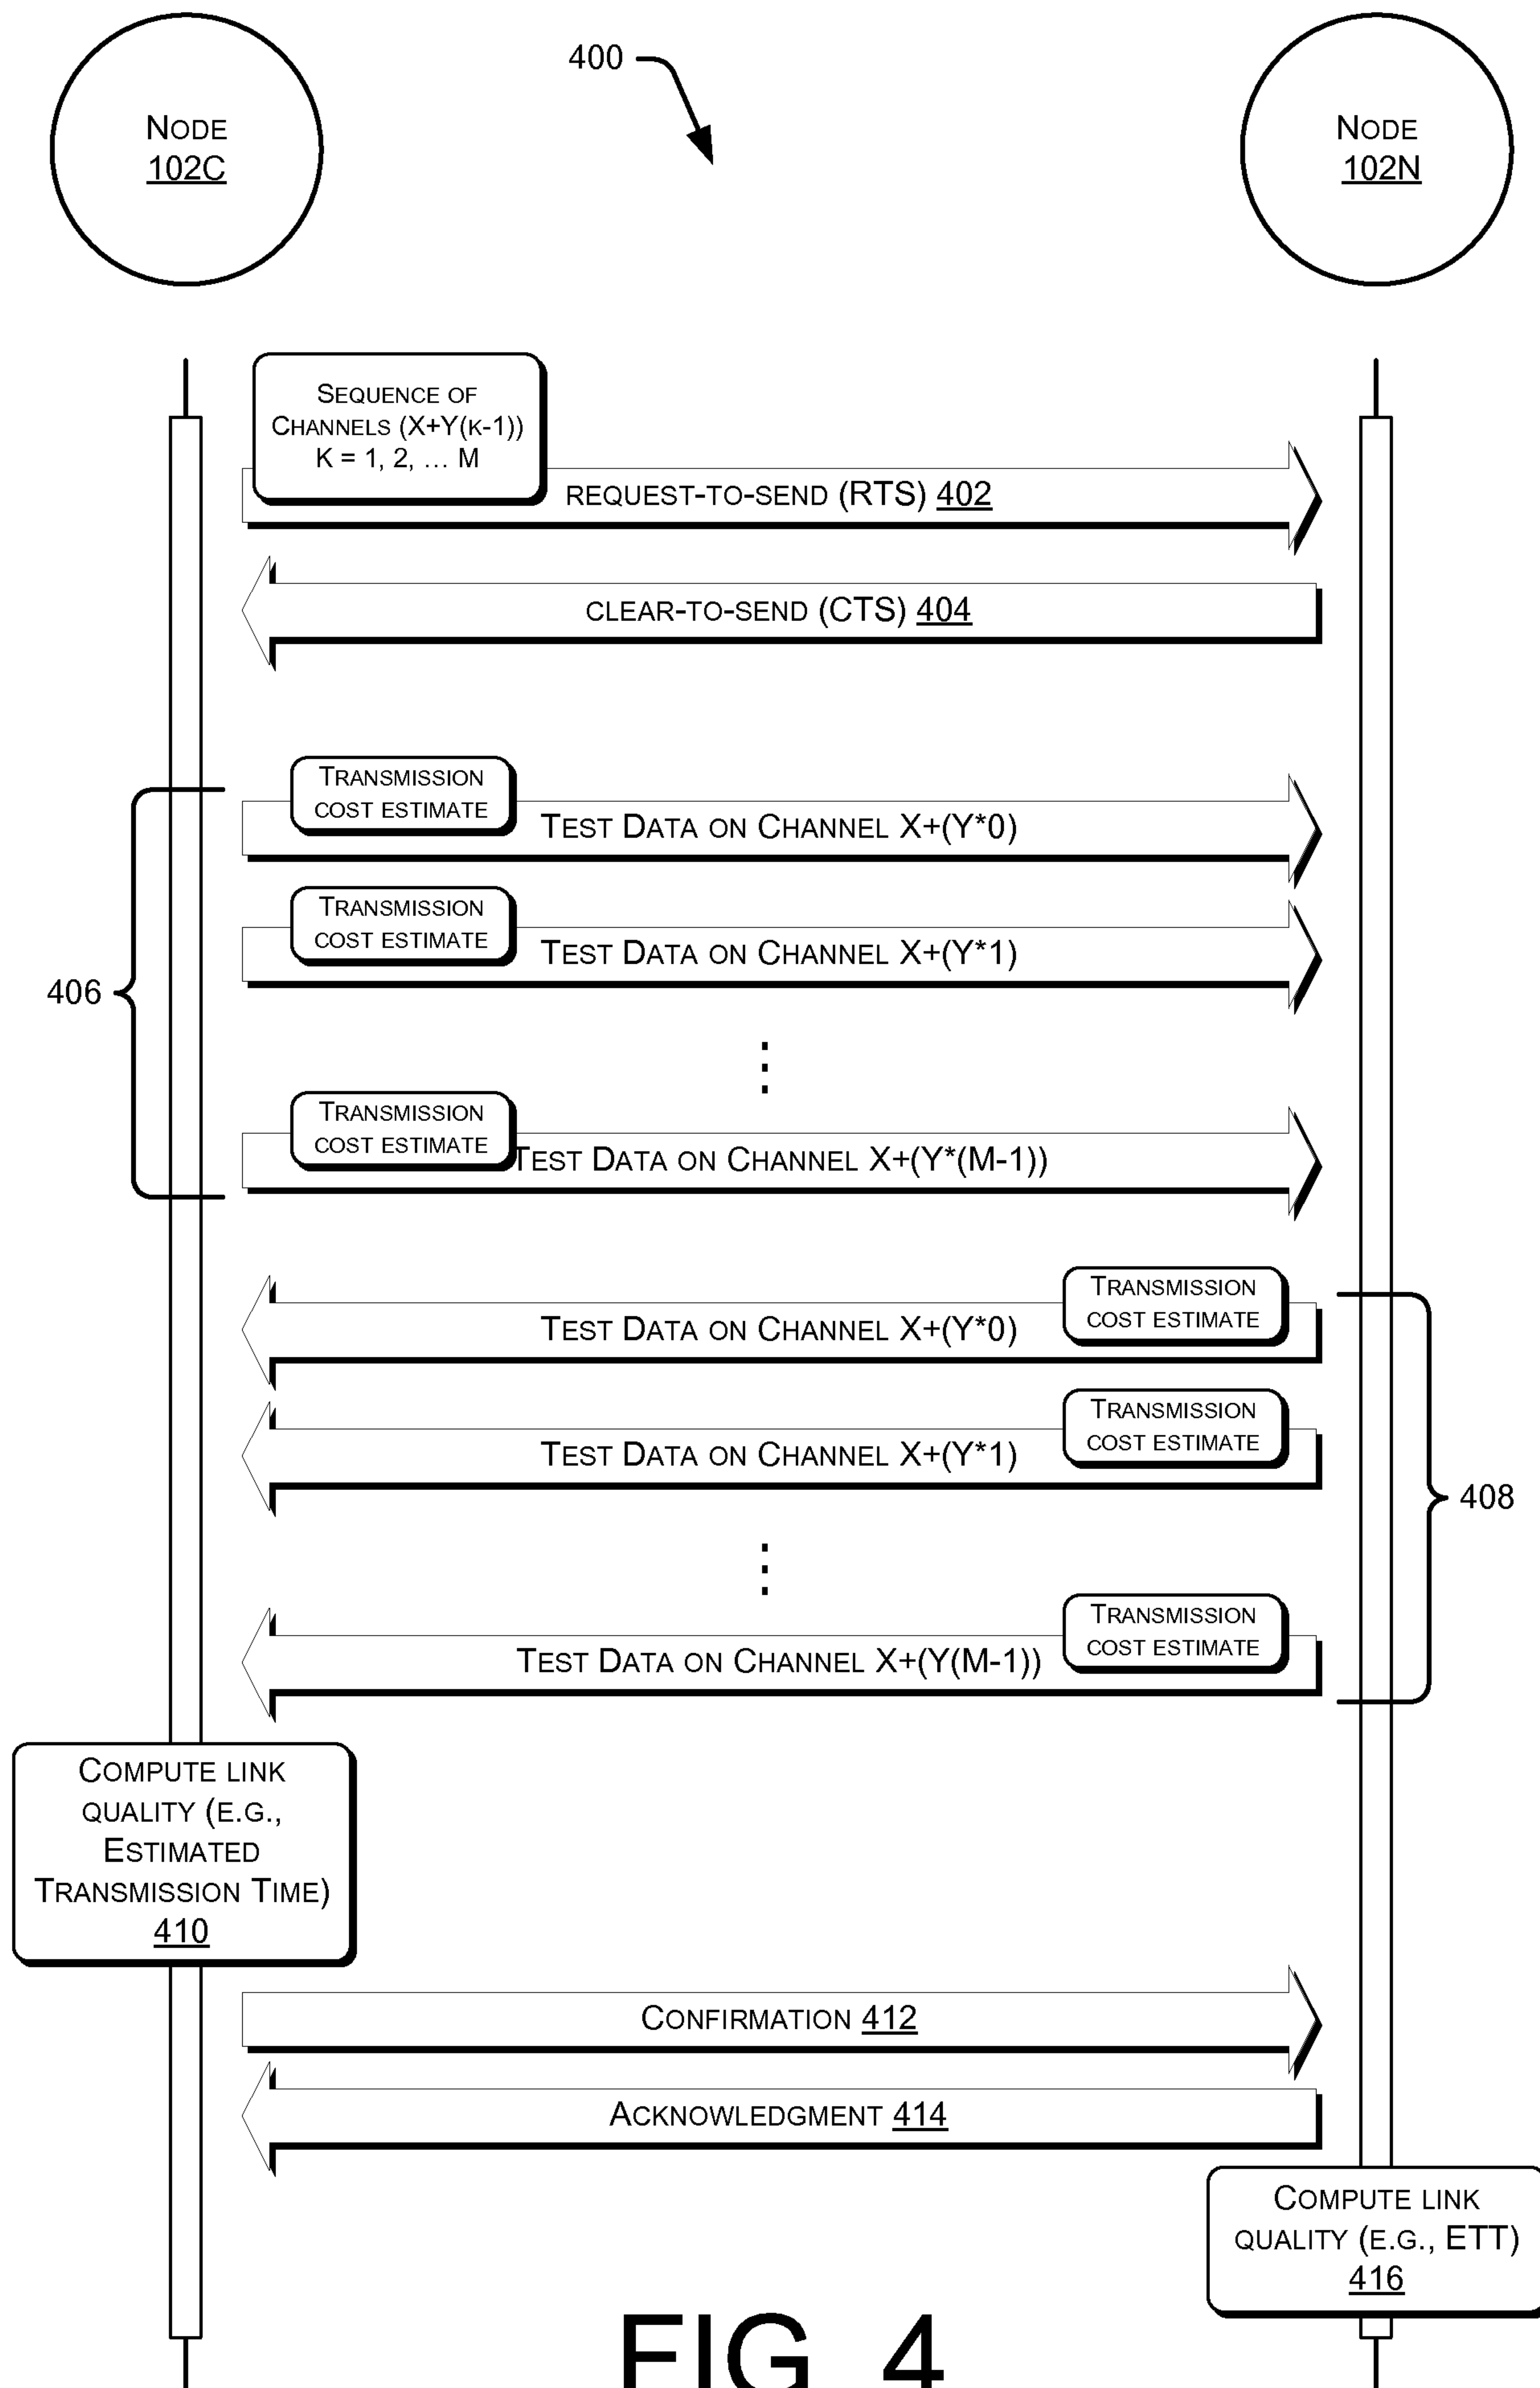 400
NODE
102C
NODE
102N
SEQUENCE OF
CHANNELS (X+Y(K-1))
K = 1, 2, ... M
REQUEST-TO-SEND (RTS) 402
CLEAR-TO-SEND (CTS) 404
TRANSMISSION
COST ESTIMATE
TEST DATA ON CHANNEL X+(Y*0)
TRANSMISSION
COST ESTIMATE
TEST DATA ON CHANNEL X+(Y*1)
406
TRANSMISSION
COST ESTIMATE
TEST DATA ON CHANNEL X+(Y*(M-1))
TRANSMISSION
COST ESTIMATE
TEST DATA ON CHANNEL X+(Y*0)
TRANSMISSION
COST ESTIMATE
TEST DATA ON CHANNEL X+(Y*1)
408
TRANSMISSION
COST ESTIMATE
TEST DATA ON CHANNEL X+(Y(M-1))
COMPUTE LINK
QUALITY (E.G.,
ESTIMATED
TRANSMISSION TIME)
410
CONFIRMATION 412
ACKNOWLEDGMENT 414
COMPUTE LINK
QUALITY (E.G., ETT)
416
FIG. 4